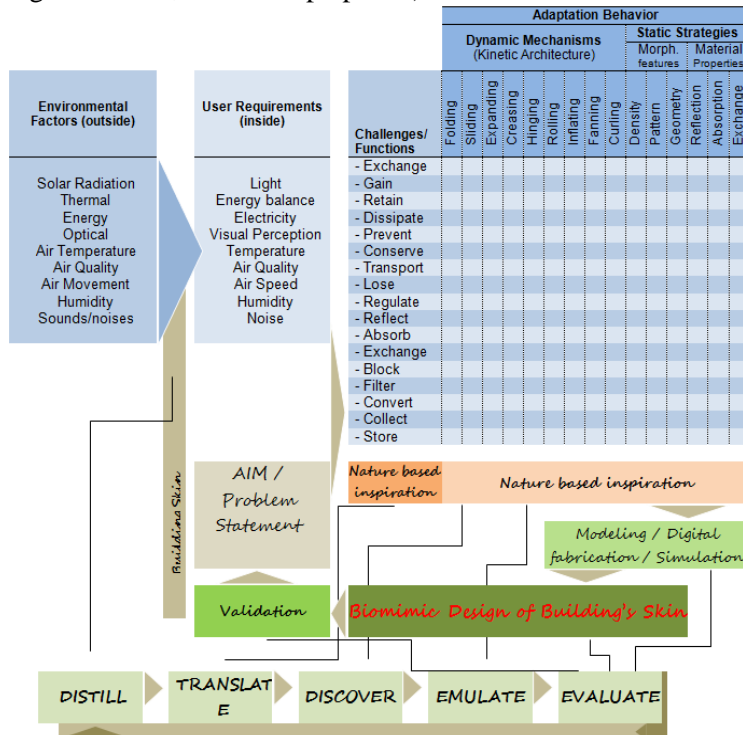 Adaptation Behavior
Dynamic Mechanisms
(Kinetic Architecture)
Static Strategies
Morph.
features
Material
Properties
Environmental
Factors (outside)
User Requirements
(inside)
Challenges/
Functions
Folding
Sliding
Expanding
Creasing
Hinging
Rolling
Inflating
Fanning
Curling
Density
Pattern
Geometry
Reflection
Absorption
Exchange
Solar Radiation
Thermal
Energy
Optical
Air Temperature
Air Quality
Air Movement
Humidity
Sounds/noises
Light
Energy balance
Electricity
Visual Perception
Temperature
Air Quality
Air Speed
Humidity
Noise
- Exchange
- Gain
- Retain
- Dissipate
- Prevent
- Conserve
- Transport
- Lose
- Regulate
- Reflect
- Absorb
- Exchange
- Block
- Filter
- Convert
- Collect
- Store
Building Skin
AIM /
Problem
Statement
Nature based
inspiration
Nature based inspiration
Modeling / Digital
fabrication / Simulation
Validation
Biomimic Design of Building's Skin
DISTILL
TRANSLAT
E
DISCOVER
EMULATE
EVALUATE